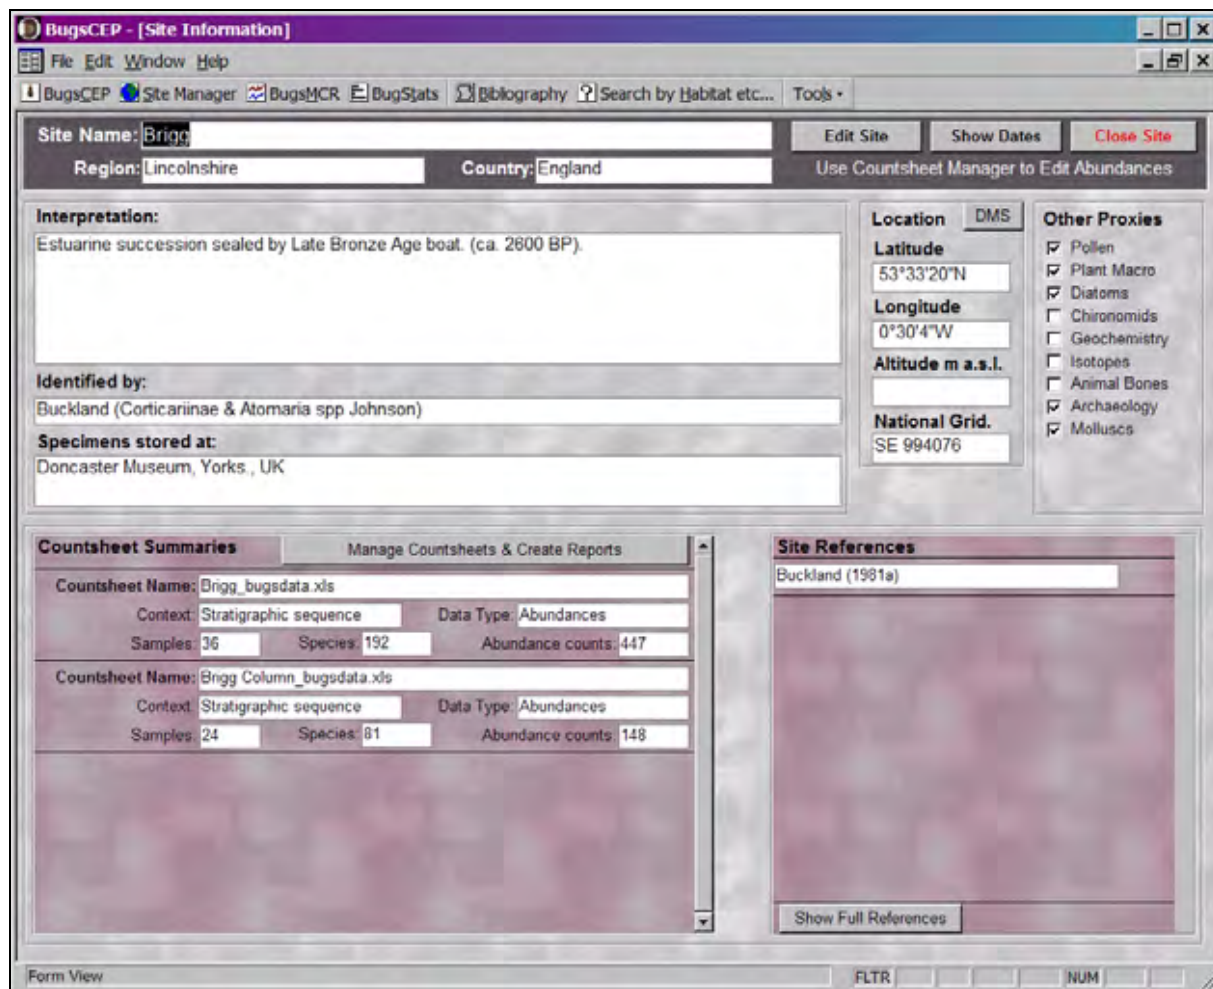 BugsCEP - [Site Information]
File Edit Window Help
BugsCEP Site Manager BugsMCR BugStats Bibliography Search by Habitat etc... Tools
Site Name: Brigg
Edit Site Show Dates Close Site
Region: Lincolnshire Country: England Use Countsheet Manager to Edit Abundances
Interpretation:
Estuarine succession sealed by Late Bronze Age boat. (ca. 2600 BP).
Identified by:
Buckland (Corticariinae & Atomaria spp Johnson)
Specimens stored at:
Doncaster Museum, Yorks., UK
Location DMS
Latitude
53°33'20"N
Longitude
0°30'4"W
Altitude m a.s.l.
National Grid.
SE 994076
Other Proxies
Pollen
Plant Macro
Diatoms
Chironomids
Geochemistry
Isotopes
Animal Bones
Archaeology
Molluscs
Countsheet Summaries Manage Countsheets & Create Reports
Countsheet Name: Brigg_bugsdata.xls
Context: Stratigraphic sequence Data Type: Abundances
Samples: 36 Species: 192 Abundance counts: 447
Countsheet Name: Brigg Column_bugsdata.xls
Context: Stratigraphic sequence Data Type: Abundances
Samples: 24 Species: 81 Abundance counts: 148
Site References
Buckland (1981a)
Show Full References
Form View FLTR NUM